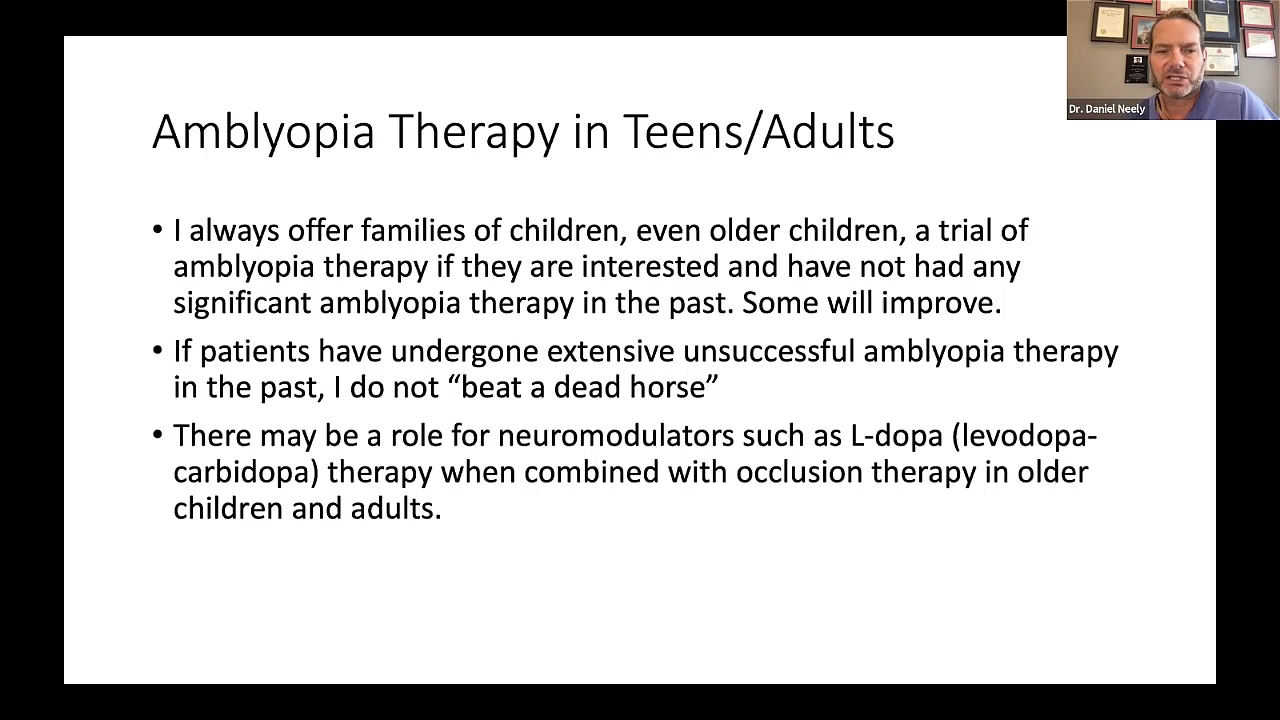 Dr. Daniel Neely
Amblyopia Therapy in Teens/Adults
• I always offer families of children, even older children, a trial of
amblyopia therapy if they are interested and have not had any
significant amblyopia therapy in the past. Some will improve.
• If patients have undergone extensive unsuccessful amblyopia therapy
in the past, I do not “beat a dead horse”
• There may be a role for neuromodulators such as L-dopa (levodopa-
carbidopa) therapy when combined with occlusion therapy in older
children and adults.